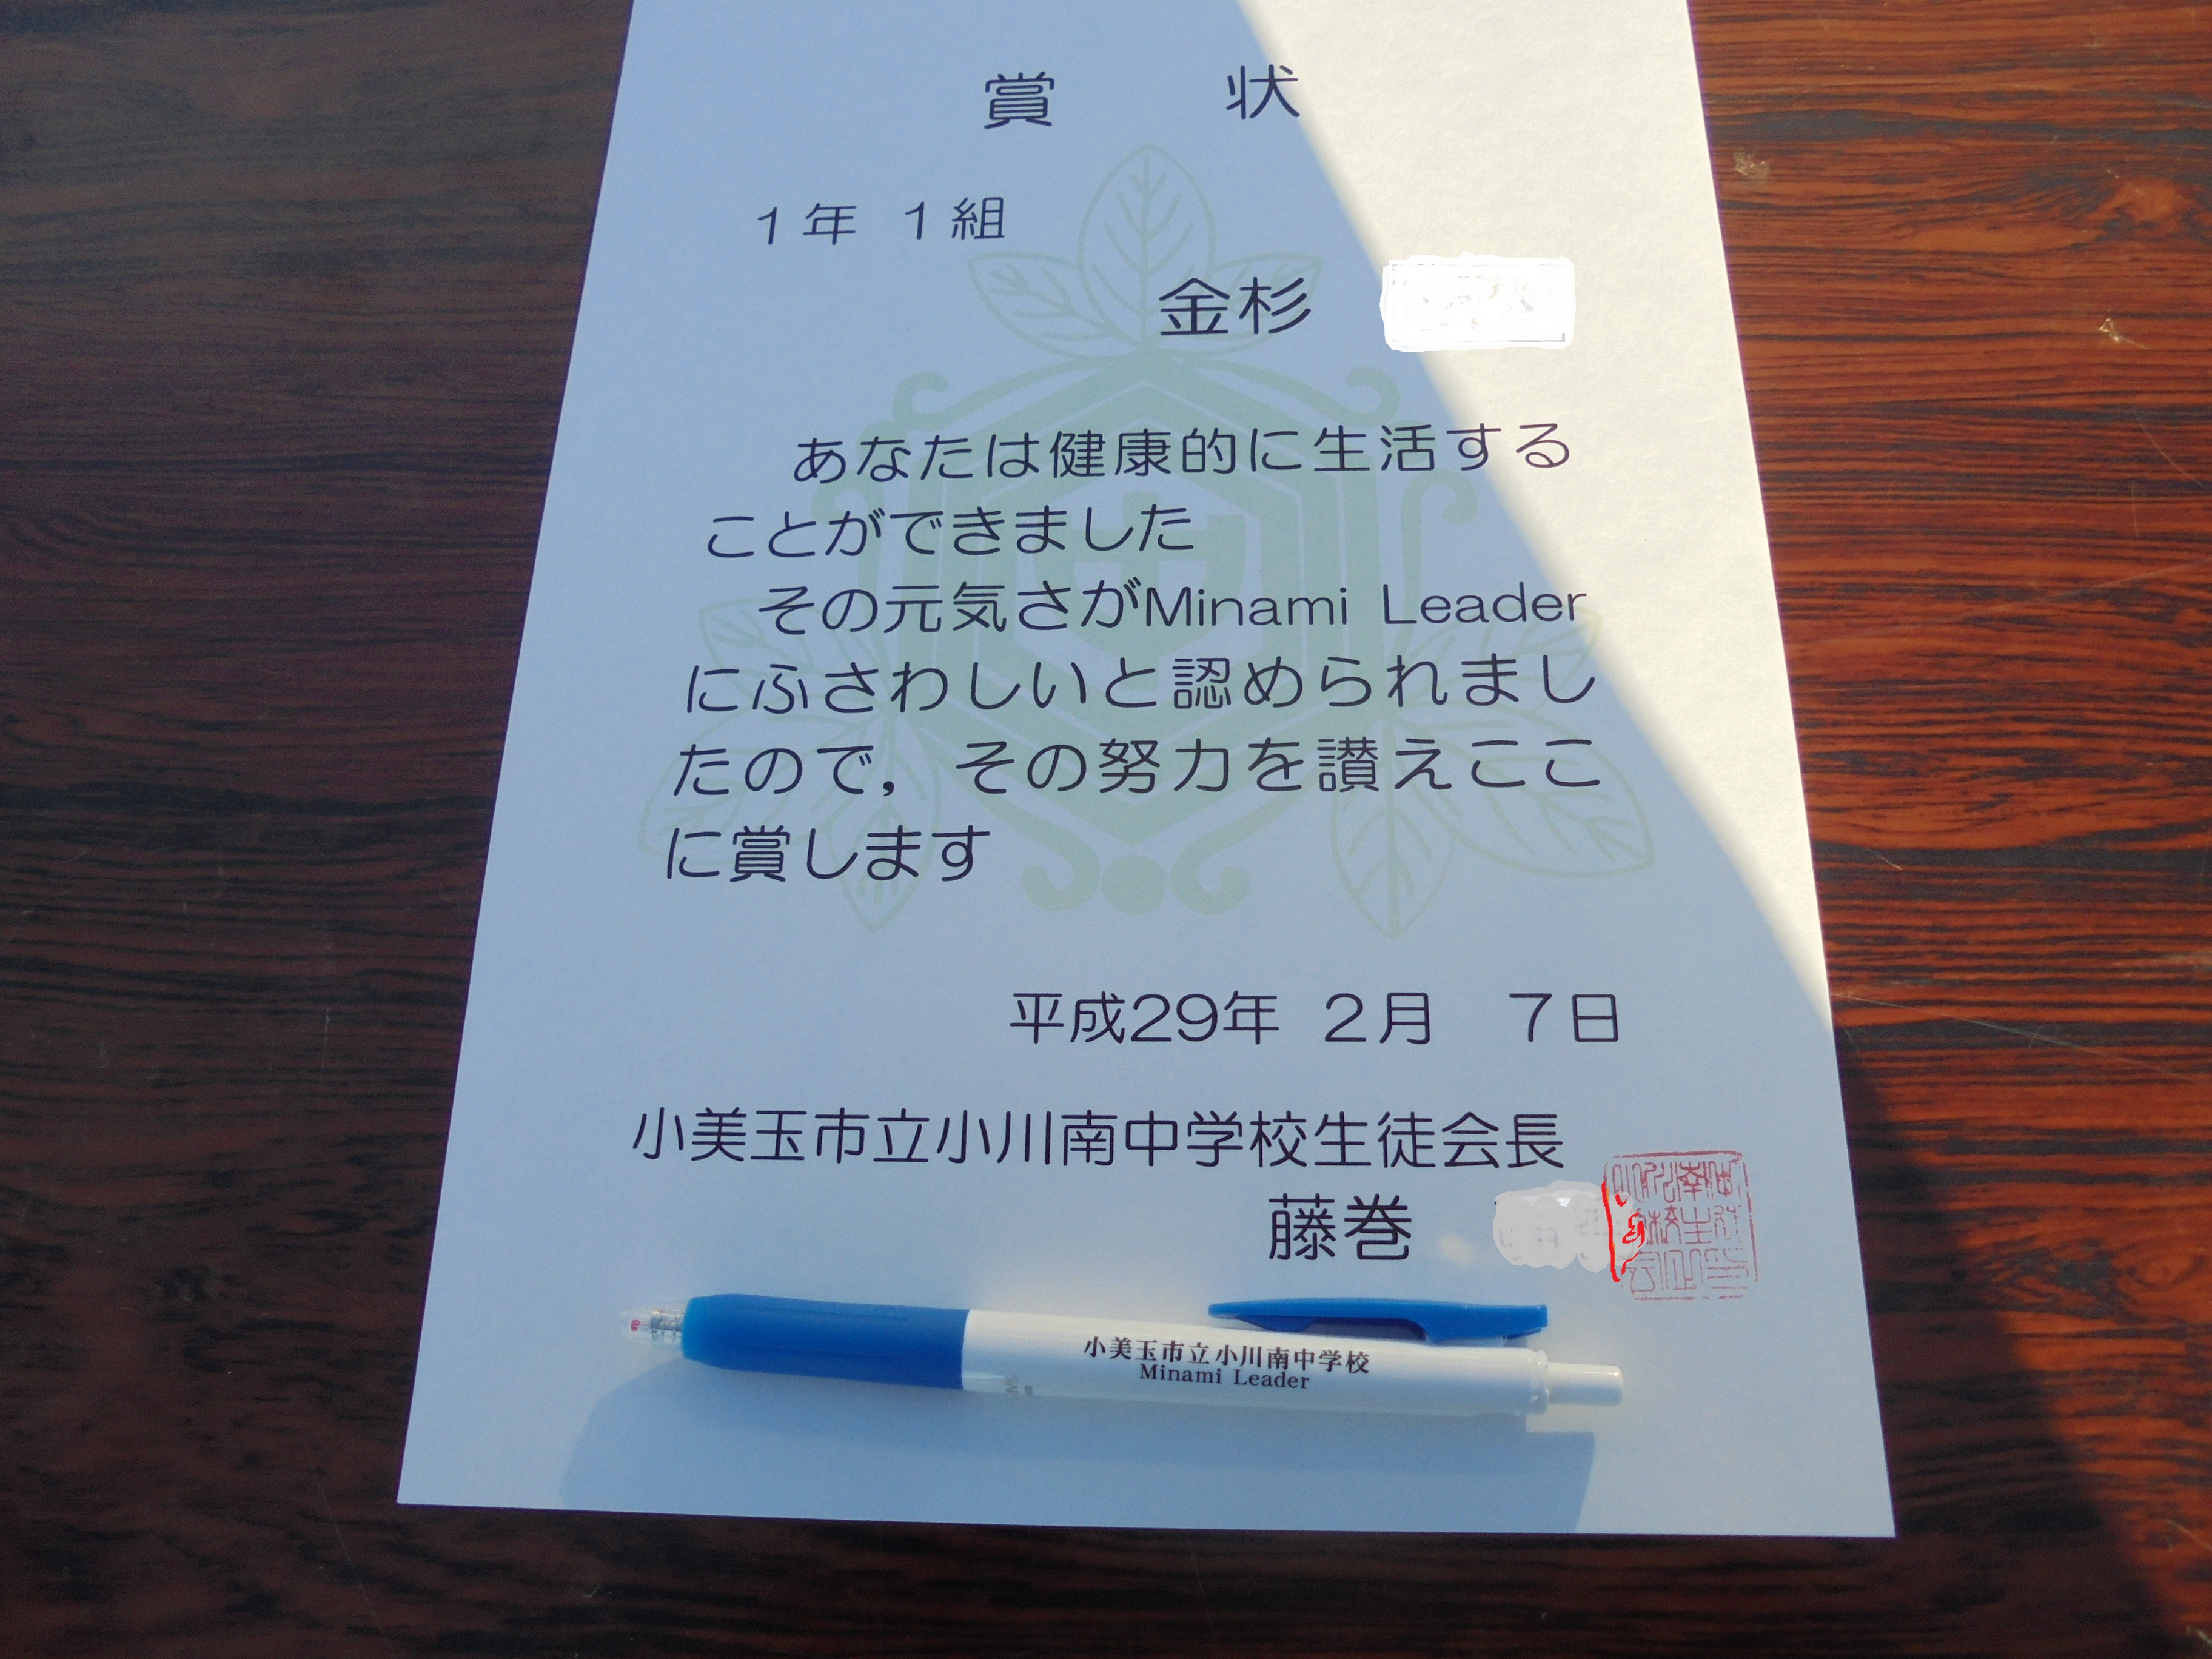 賞　状
１年 １組
金杉
あなたは健康的に生活する
ことができました
その元気さがMinami Leader
にふさわしいと認められまし
たので，その努力を讃えここ
に賞します
平成29年 ２月　７日
小美玉市立小川南中学校生徒会長
藤巻
小美玉市立小川南中学校
Minami Leader